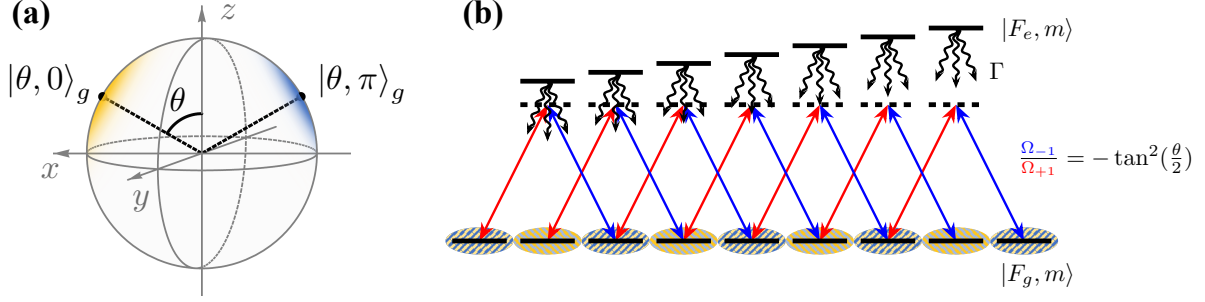 (a)
z
|θ, 0⟩_g
θ
|θ, π⟩_g
x
y
(b)
|F_e, m⟩
Γ
Ω_{-1}/Ω_{+1} = − tan²(θ/2)
|F_g, m⟩